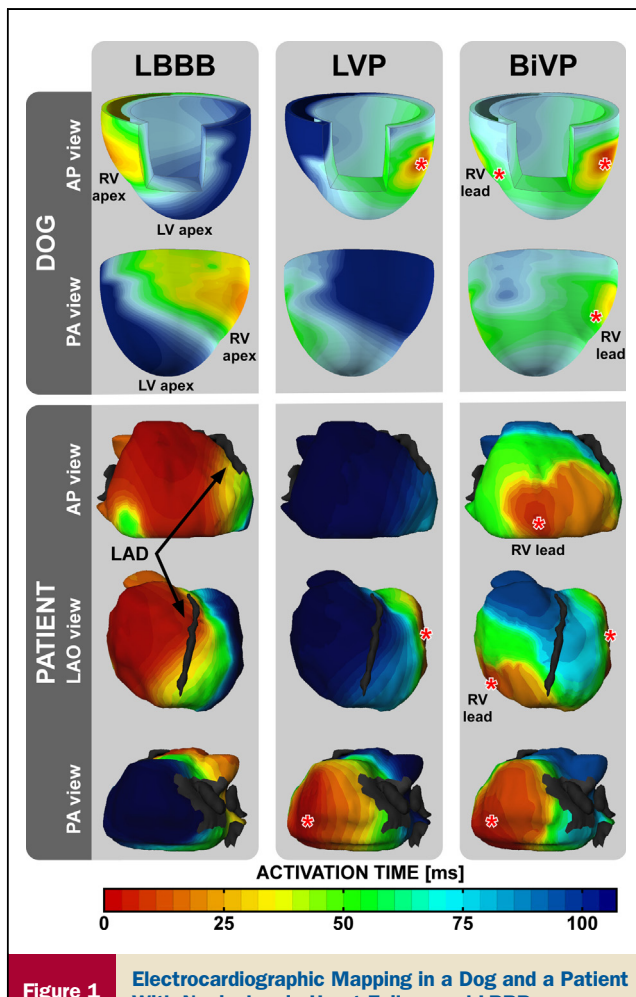 LBBB
LVP
BiVP
DOG
AP view
RV
apex
LV apex
*
RV
lead
*
*
PA view
RV
apex
LV apex
*
RV
lead
PATIENT
AP view
LAD
*
RV lead
LAO view
*
*
*
RV
lead
PA view
*
*
ACTIVATION TIME [ms]
0 25 50 75 100
Figure 1
Electrocardiographic Mapping in a Dog and a Patient